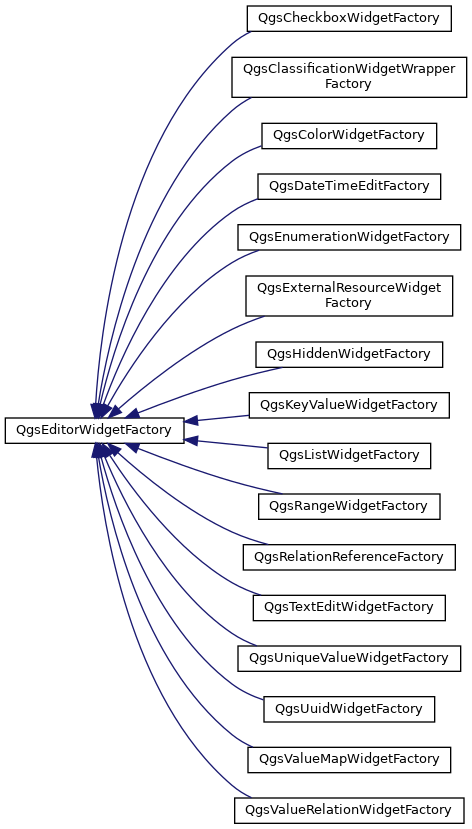 QgsCheckboxWidgetFactory
QgsClassificationWidgetWrapper
Factory
QgsColorWidgetFactory
QgsDateTimeEditFactory
QgsEnumerationWidgetFactory
QgsExternalResourceWidget
Factory
QgsHiddenWidgetFactory
QgsKeyValueWidgetFactory
QgsEditorWidgetFactory
QgsListWidgetFactory
QgsRangeWidgetFactory
QgsRelationReferenceFactory
QgsTextEditWidgetFactory
QgsUniqueValueWidgetFactory
QgsUuidWidgetFactory
QgsValueMapWidgetFactory
QgsValueRelationWidgetFactory